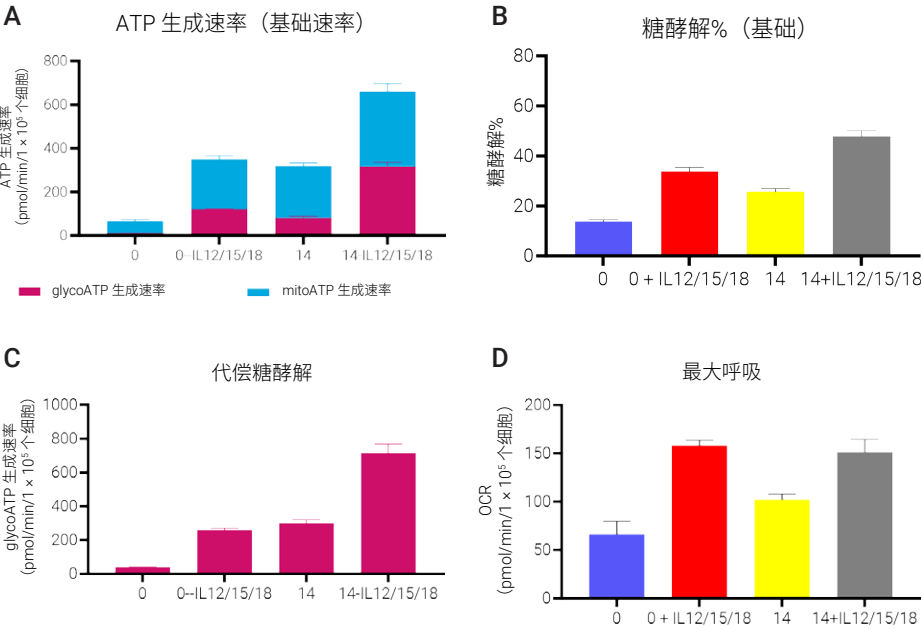 A
ATP 生成速率（基础速率）
ATP 生成速率
(pmol/min/1 × 10⁵ 个细胞)
800
600
400
200
0
0
0--IL12/15/18
14
14-IL12/15/18
glycoATP 生成速率
mitoATP 生成速率
B
糖酵解%（基础）
糖酵解%
80
60
40
20
0
0
0 + IL12/15/18
14
14+IL12/15/18
C
代偿糖酵解
glycoATP 生成速率
(pmol/min/1 × 10⁵ 个细胞)
1000
800
600
400
200
0
0
0--IL12/15/18
14
14-IL12/15/18
D
最大呼吸
OCR
(pmol/min/1 × 10⁵ 个细胞)
200
150
100
50
0
0
0 + IL12/15/18
14
14+IL12/15/18